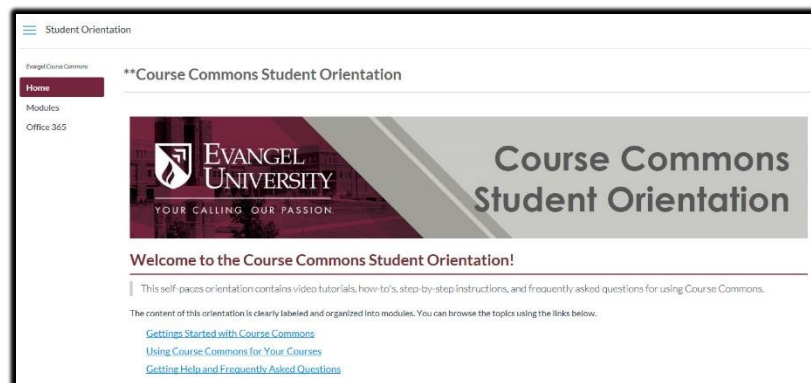 Student Orientation
Evangel Course Commons
Home
Modules
Office 365
**Course Commons Student Orientation
EVANGEL
UNIVERSITY
YOUR CALLING OUR PASSION.
Course Commons
Student Orientation
Welcome to the Course Commons Student Orientation!
This self-paces orientation contains video tutorials, how-to's, step-by-step instructions, and frequently asked questions for using Course Commons.
The content of this orientation is clearly labeled and organized into modules. You can browse the topics using the links below.
Gettings Started with Course Commons
Using Course Commons for Your Courses
Getting Help and Frequently Asked Questions